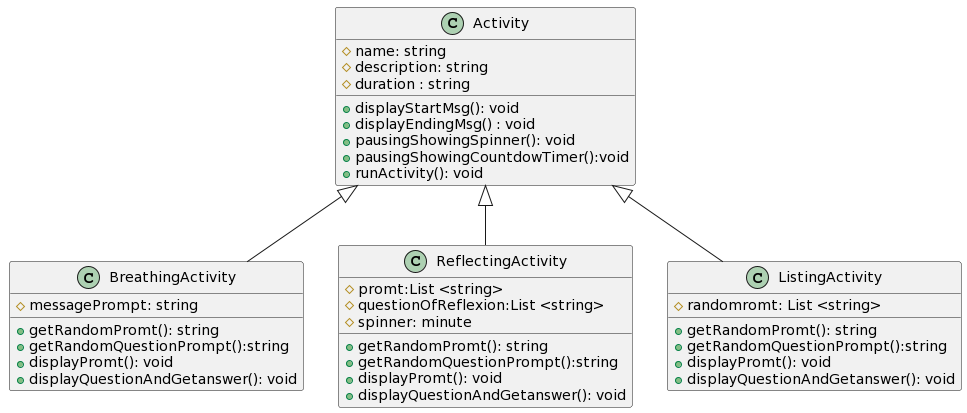 C Activity
name: string
description: string
duration : string
displayStartMsg(): void
displayEndingMsg() : void
pausingShowingSpinner(): void
pausingShowingCountdowTimer():void
runActivity(): void
C BreathingActivity
messagePrompt: string
getRandomPromt(): string
getRandomQuestionPrompt():string
displayPromt(): void
displayQuestionAndGetanswer(): void
C ReflectingActivity
promt:List <string>
questionOfReflexion:List <string>
spinner: minute
getRandomPromt(): string
getRandomQuestionPrompt():string
displayPromt(): void
displayQuestionAndGetanswer(): void
C ListingActivity
randomromt: List <string>
getRandomPromt(): string
getRandomQuestionPrompt():string
displayPromt(): void
displayQuestionAndGetanswer(): void